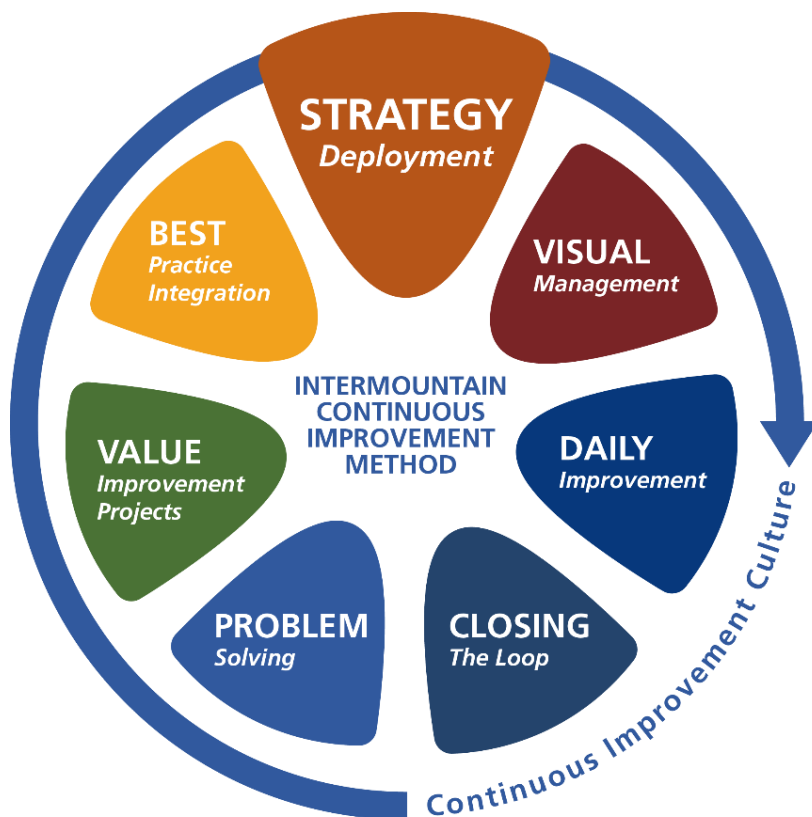 STRATEGY
Deployment
VISUAL
Management
DAILY
Improvement
CLOSING
The Loop
PROBLEM
Solving
VALUE
Improvement
Projects
BEST
Practice
Integration
INTERMOUNTAIN
CONTINUOUS
IMPROVEMENT
METHOD
Continuous Improvement Culture